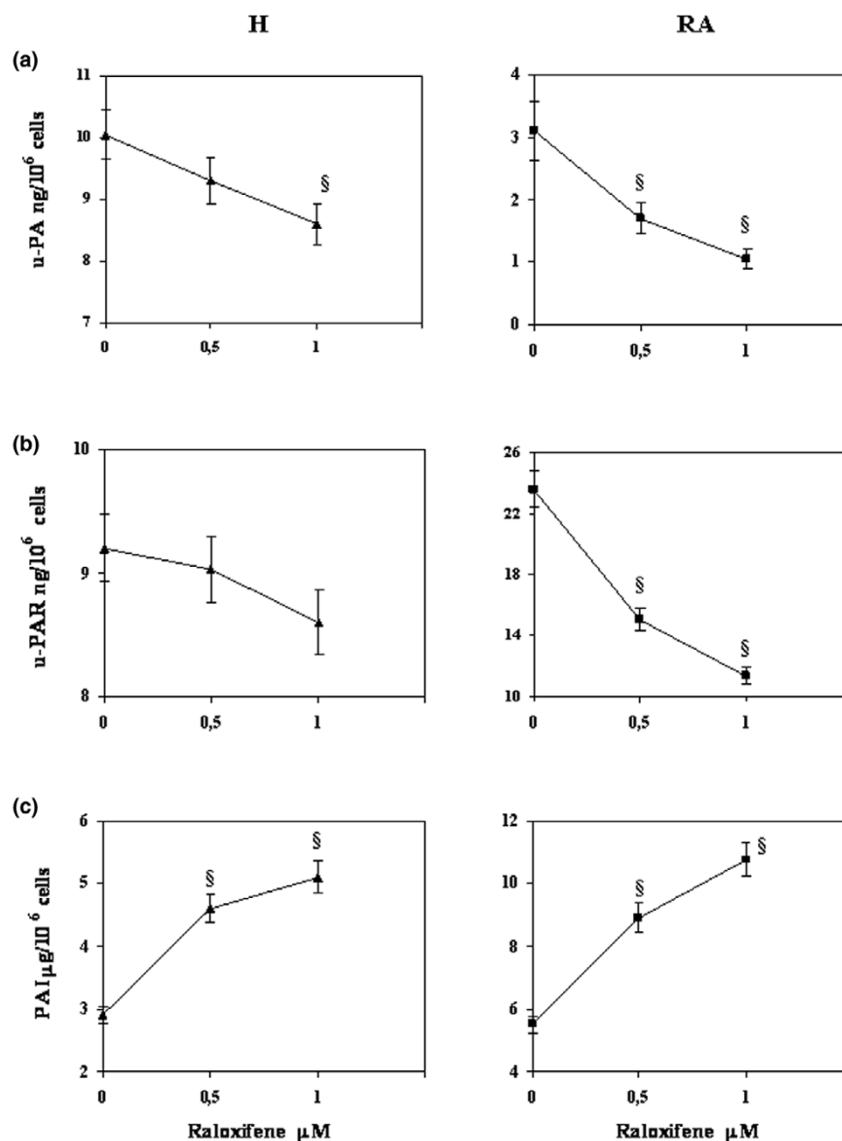 H RA
(a)
u-PA ng/10⁶ cells
11
10
9
8
7
§
0 0,5 1
4
3
2
1
0
§
§
0 0,5 1
(b)
u-PAR ng/10⁶ cells
10
9
8
0 0,5 1
26
22
18
14
10
§
§
0 0,5 1
(c)
PAI µg/10⁶ cells
6
5
4
3
2
§
§
0 0,5 1
Raloxifene µM
12
10
8
6
4
§
§
0 0,5 1
Raloxifene µM